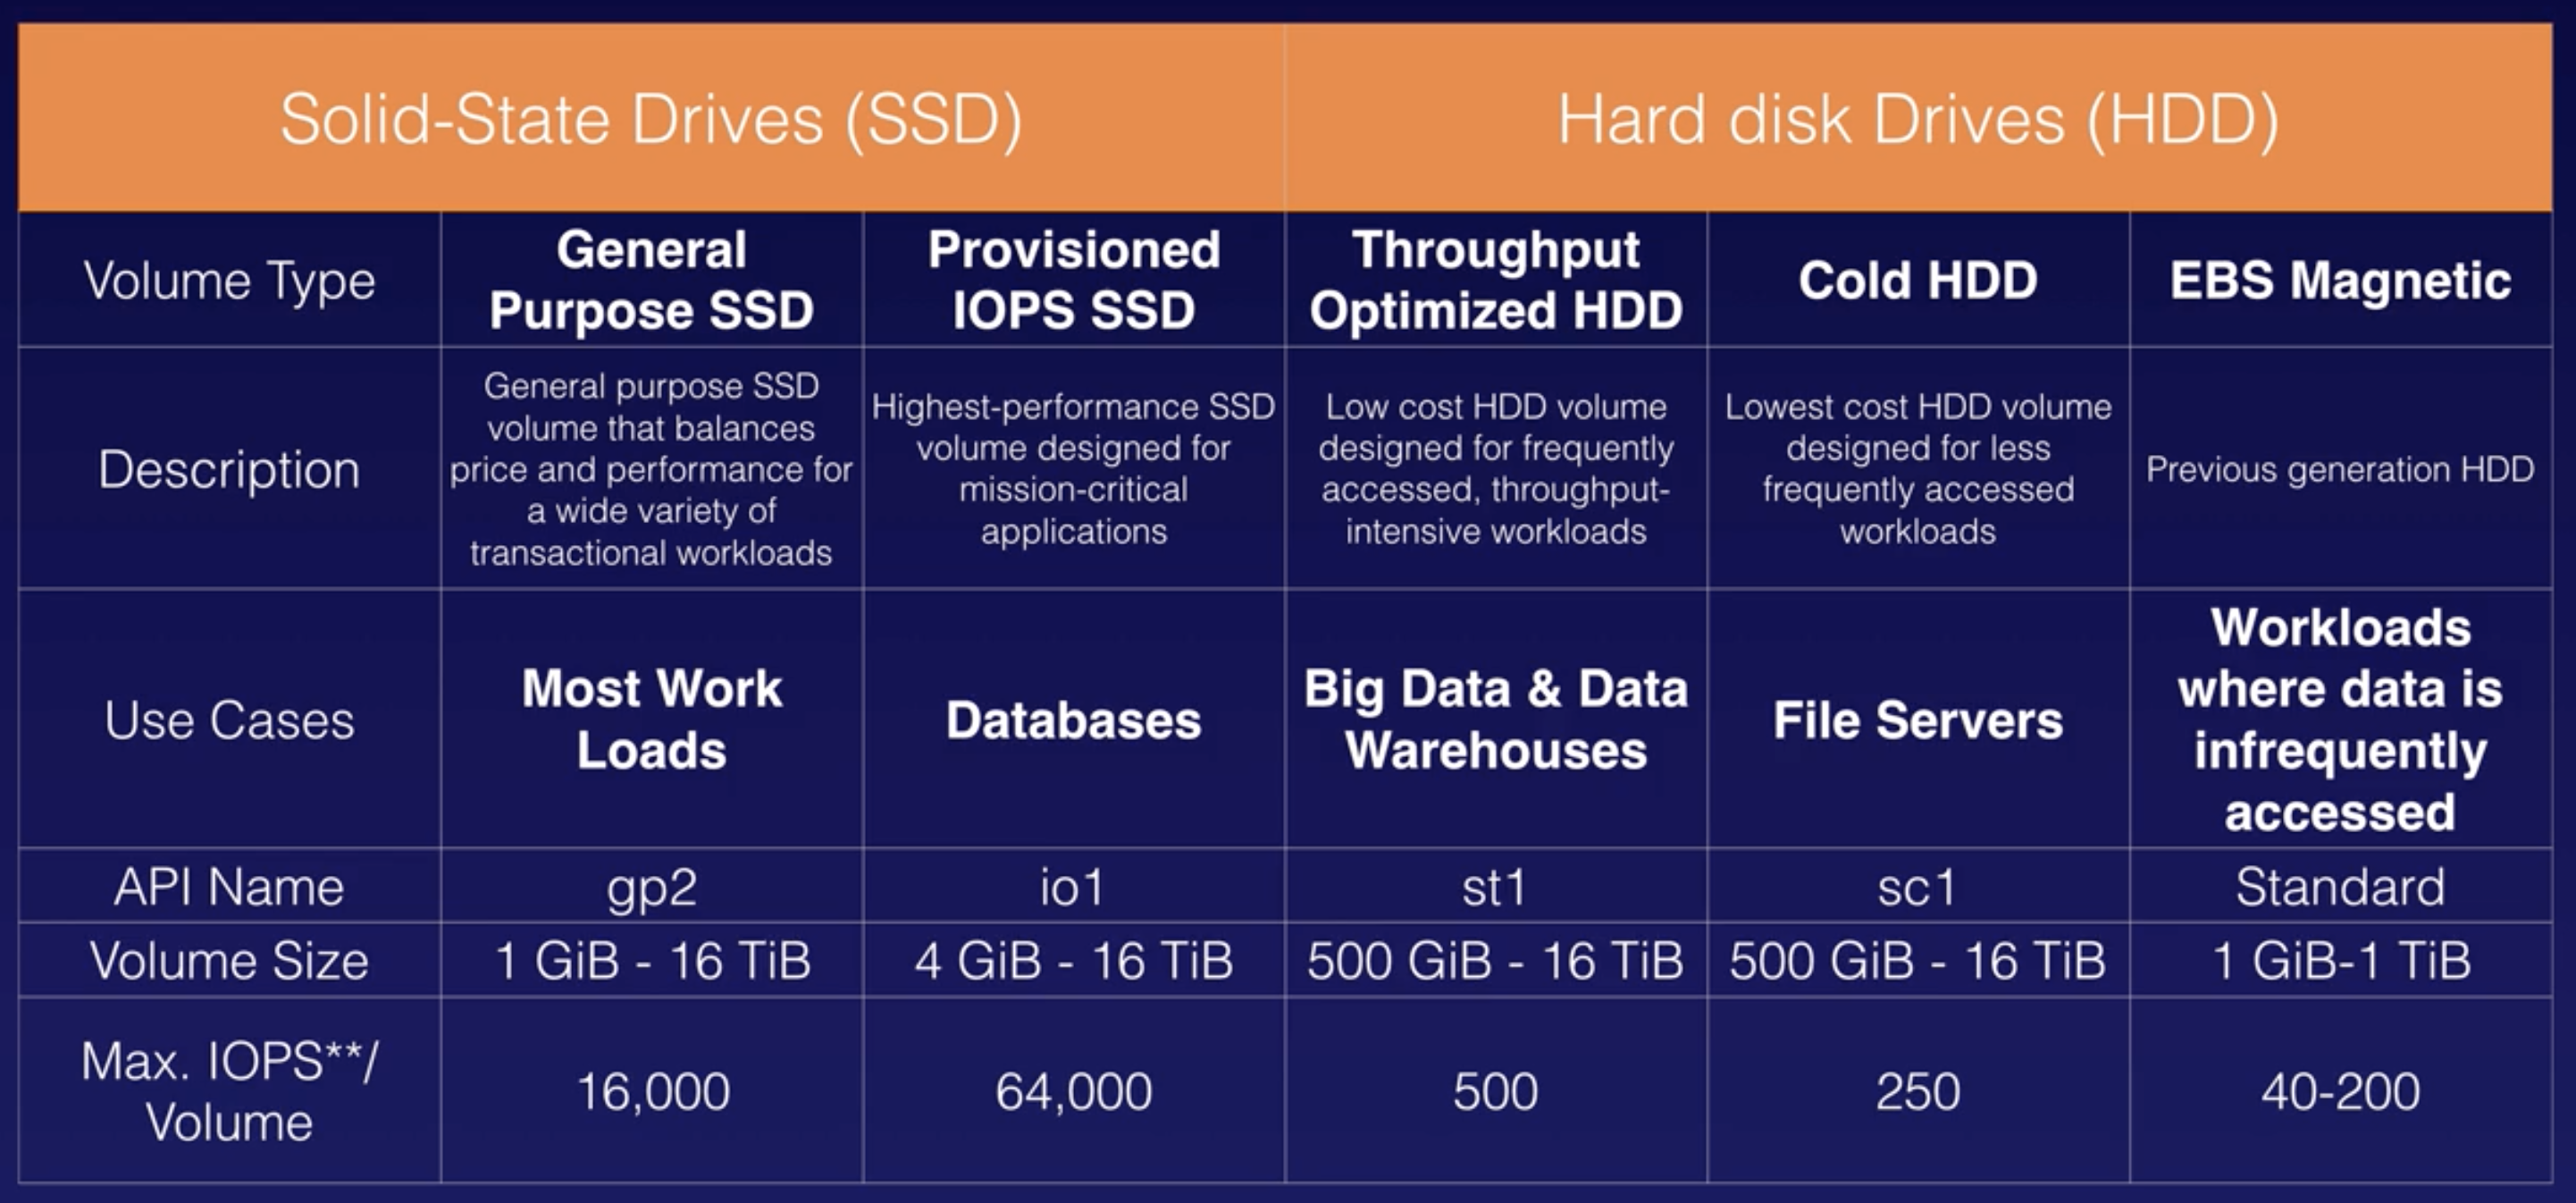 Solid-State Drives (SSD)
Hard disk Drives (HDD)
Volume Type
General
Purpose SSD
Provisioned
IOPS SSD
Throughput
Optimized HDD
Cold HDD
EBS Magnetic
Description
General purpose SSD
volume that balances
price and performance for
a wide variety of
transactional workloads
Highest-performance SSD
volume designed for
mission-critical
applications
Low cost HDD volume
designed for frequently
accessed, throughput-
intensive workloads
Lowest cost HDD volume
designed for less
frequently accessed
workloads
Previous generation HDD
Use Cases
Most Work
Loads
Databases
Big Data & Data
Warehouses
File Servers
Workloads
where data is
infrequently
accessed
API Name
gp2
io1
st1
sc1
Standard
Volume Size
1 GiB - 16 TiB
4 GiB - 16 TiB
500 GiB - 16 TiB
500 GiB - 16 TiB
1 GiB-1 TiB
Max. IOPS**/
Volume
16,000
64,000
500
250
40-200